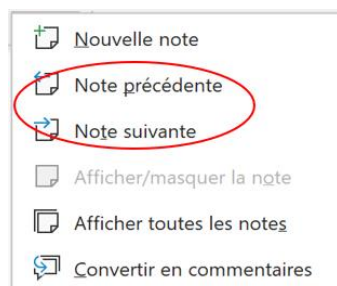 Nouvelle note
Note précédente
Note suivante
Afficher/masquer la note
Afficher toutes les notes
Convertir en commentaires